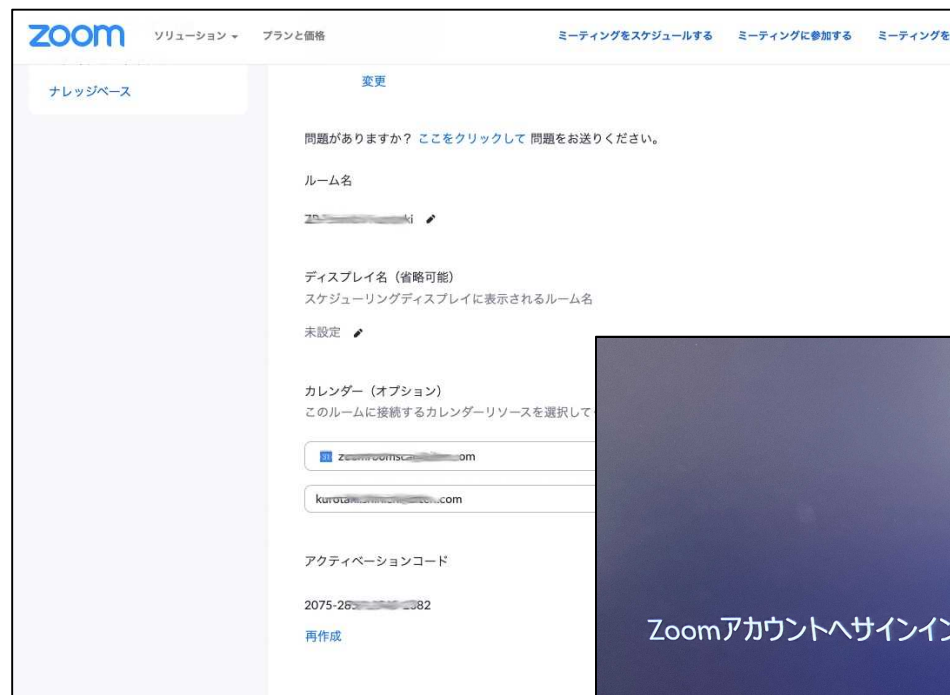 zoom ソリューション プランと価格 ミーティングをスケジュールする ミーティングに参加する ミーティングを
ナレッジベース
変更
問題がありますか？ ここをクリックして 問題をお送りください。
ルーム名
ディスプレイ名（省略可能）
スケジューリングディスプレイに表示されるルーム名
未設定
カレンダー（オプション）
このルームに接続するカレンダーリソースを選択して
31
アクティベーションコード
再作成
Zoomアカウントへサインイン